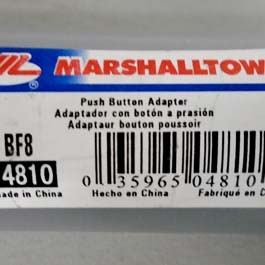 MARSHALLTOW
Push Button Adapter
Adaptador con botón a prasión
Adaptaur bouton poussoir
BF8
4810
ade in China
0 35965 04810
Hecho en China
Fabriqué en C